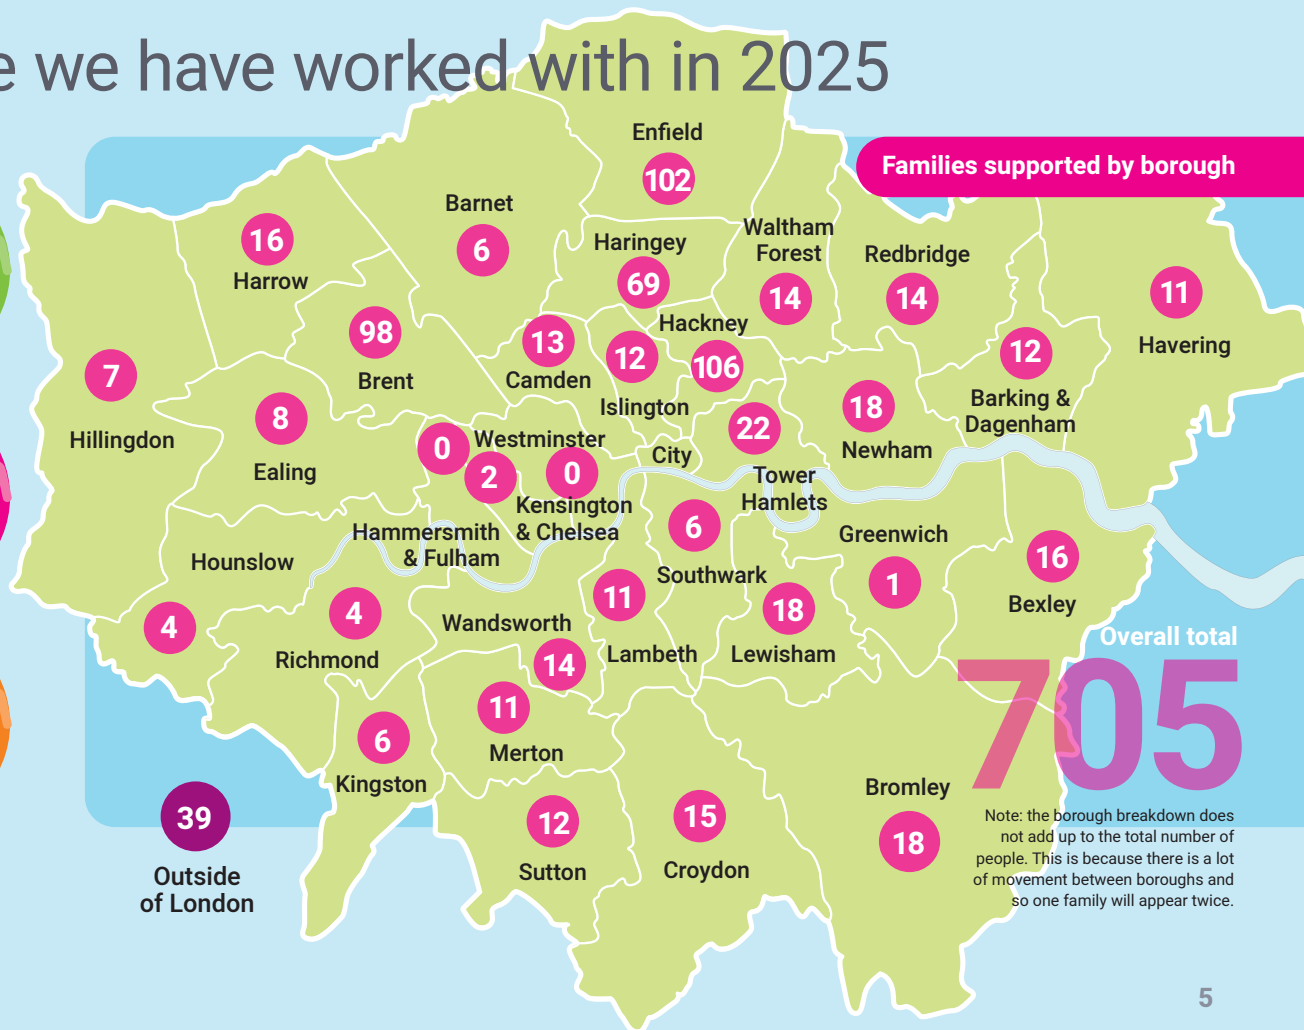 e we have worked with in 2025
Families supported by borough
Enfield
102
Barnet
6
Haringey
69
Waltham
Forest
14
Redbridge
14
Havering
11
Harrow
16
Brent
98
Camden
13
Islington
12
Hackney
106
Barking &
Dagenham
12
Hillingdon
7
Ealing
8
0
Westminster
2
0
Kensington
& Chelsea
City
22
Tower
Hamlets
Newham
18
Hammersmith
& Fulham
Hounslow
4
Richmond
4
Wandsworth
14
Lambeth
11
Southwark
6
Lewisham
18
Greenwich
1
Bexley
16
Kingston
6
Merton
11
Sutton
12
Croydon
15
Bromley
18
39
Outside
of London
Overall total
705
Note: the borough breakdown does
not add up to the total number of
people. This is because there is a lot
of movement between boroughs and
so one family will appear twice.
5